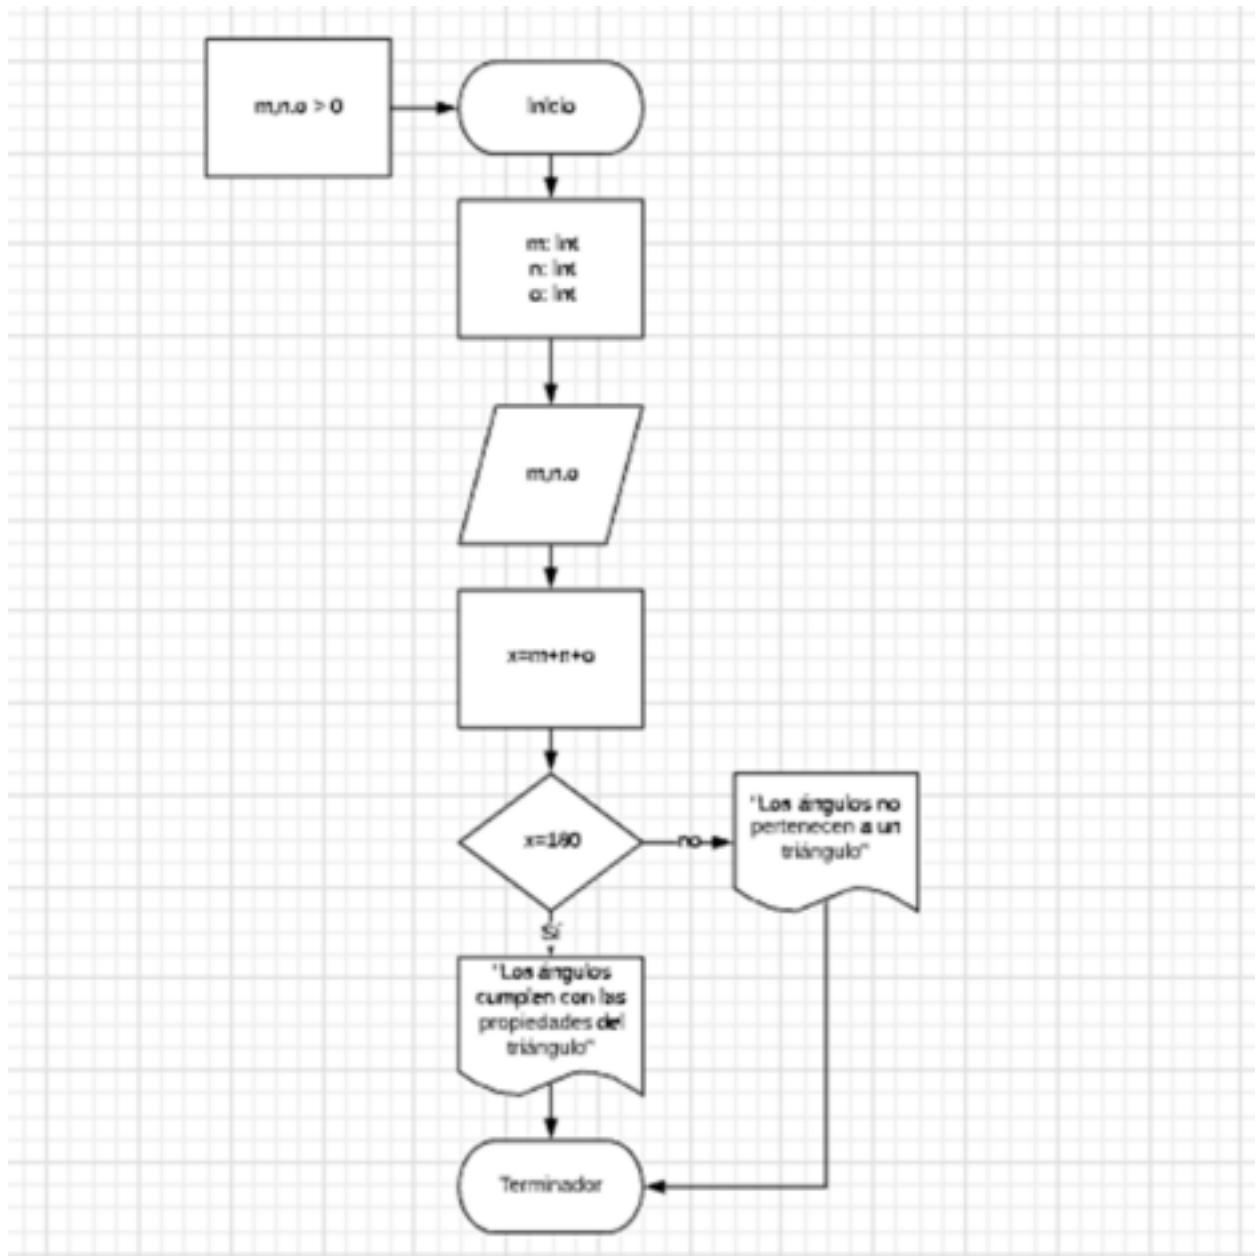 m,n.o > 0
Inicio
m: Int
n: Int
o: Int
m,n.o
x=m+n+o
x=180
no
"Los ángulos no
pertenecen a un
triángulo"
Sí
"Los ángulos
cumplen con las
propiedades del
triángulo"
Terminador